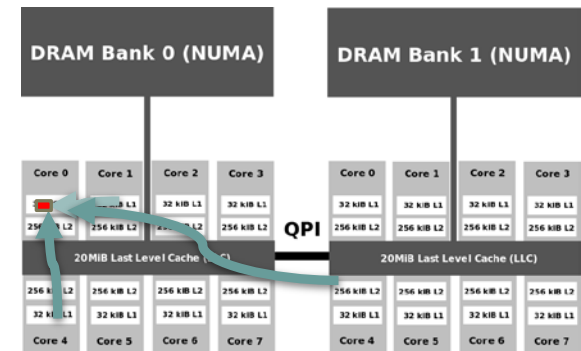 DRAM Bank 0 (NUMA) DRAM Bank 1 (NUMA)
Core 0 Core 1 Core 2 Core 3 Core 0 Core 1 Core 2 Core 3
L1 32 kiB L1 32 kiB L1 32 kiB L1 32 kiB L1 32 kiB L1 32 kiB L1
256 L2 256 kiB L2 256 kiB L2 256 kiB L2 256 kiB L2 256 kiB L2 256 kiB L2 256 kiB L2
QPI
20MiB Last Level Cache 20MiB Last Level Cache (LLC)
256 L2 256 kiB L2 256 kiB L2 256 kiB L2 256 kiB L2 256 kiB L2 256 kiB L2 256 kiB L2
32 L1 32 kiB L1 32 kiB L1 32 kiB L1 32 kiB L1 32 kiB L1 32 kiB L1 32 kiB L1
Core 4 Core 5 Core 6 Core 7 Core 4 Core 5 Core 6 Core 7